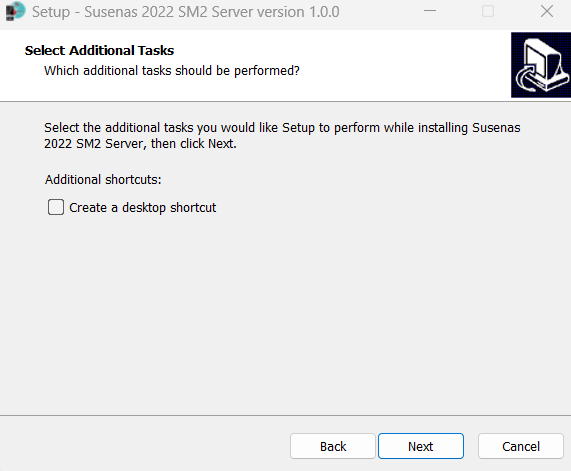 Setup - Susenas 2022 SM2 Server version 1.0.0
Select Additional Tasks
Which additional tasks should be performed?
Select the additional tasks you would like Setup to perform while installing Susenas
2022 SM2 Server, then click Next.
Additional shortcuts:
Create a desktop shortcut
Back
Next
Cancel